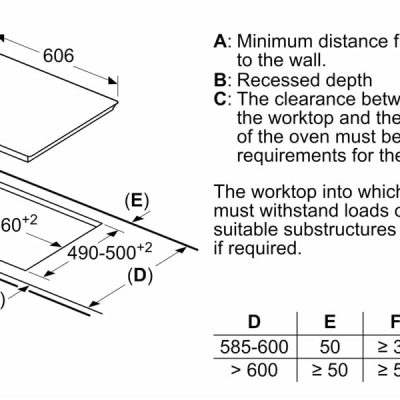 606
A: Minimum distance f
to the wall.
B: Recessed depth
C: The clearance betw
the worktop and the
of the oven must be
requirements for the
(E)
60+2
490-500+2
(D)
)
The worktop into which
must withstand loads o
suitable substructures
if required.
D E F
585-600 50 ≥ 3
> 600 ≥ 50 ≥ 5